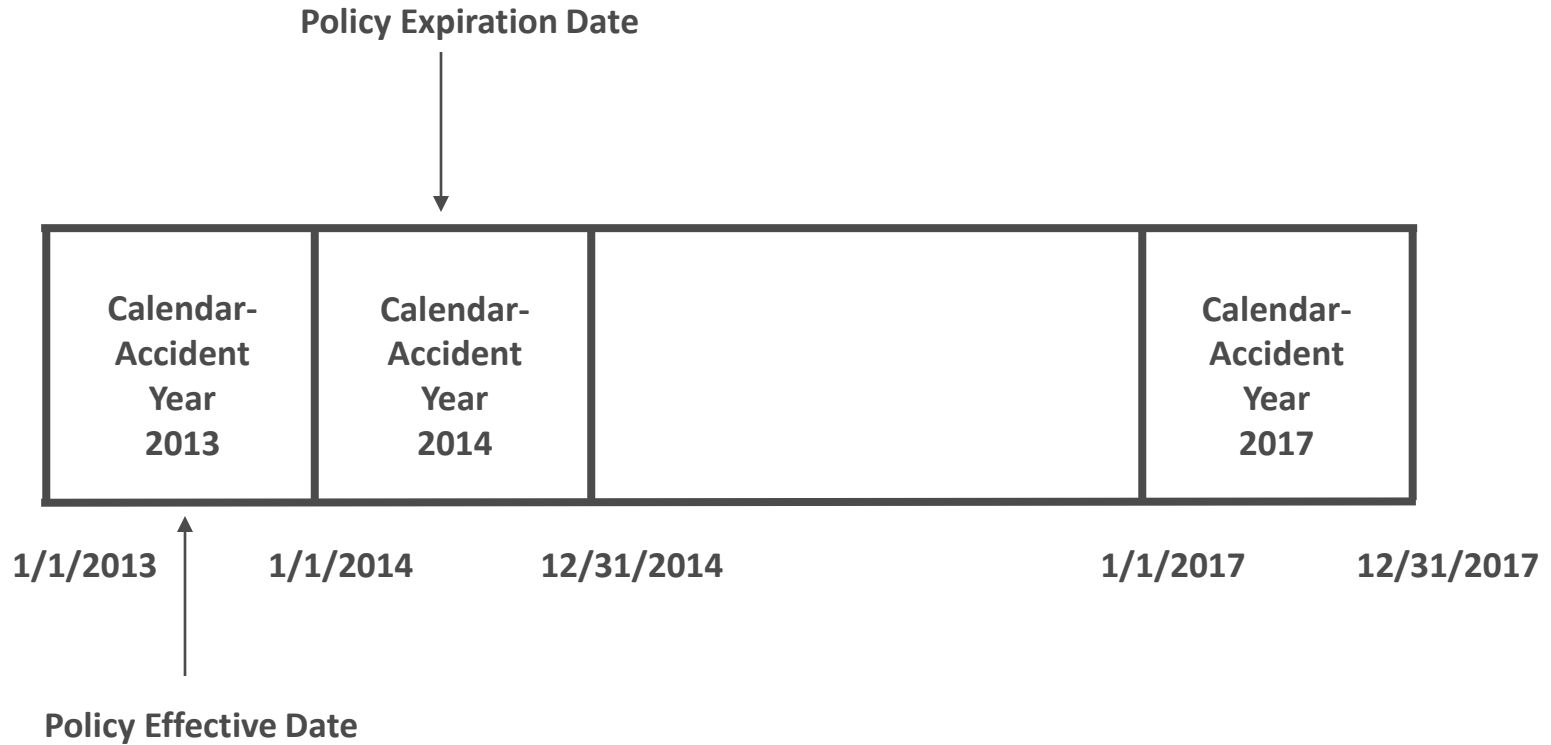 Policy Expiration Date
Calendar-
Accident
Year
2013
Calendar-
Accident
Year
2014
Calendar-
Accident
Year
2017
1/1/2013
1/1/2014
12/31/2014
1/1/2017
12/31/2017
Policy Effective Date